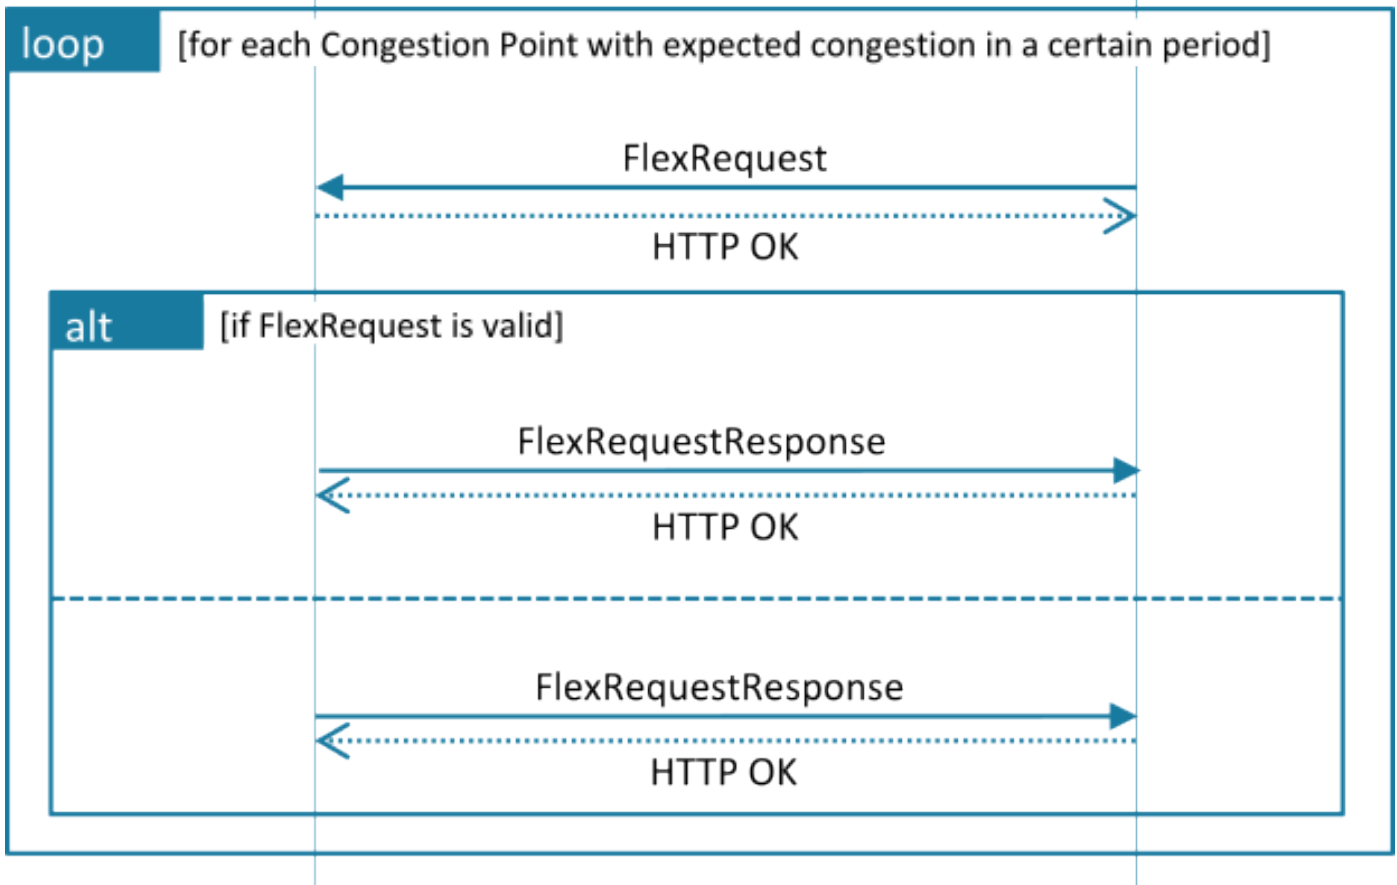 loop
[for each Congestion Point with expected congestion in a certain period]
FlexRequest
HTTP OK
alt
[if FlexRequest is valid]
FlexRequestResponse
HTTP OK
FlexRequestResponse
HTTP OK